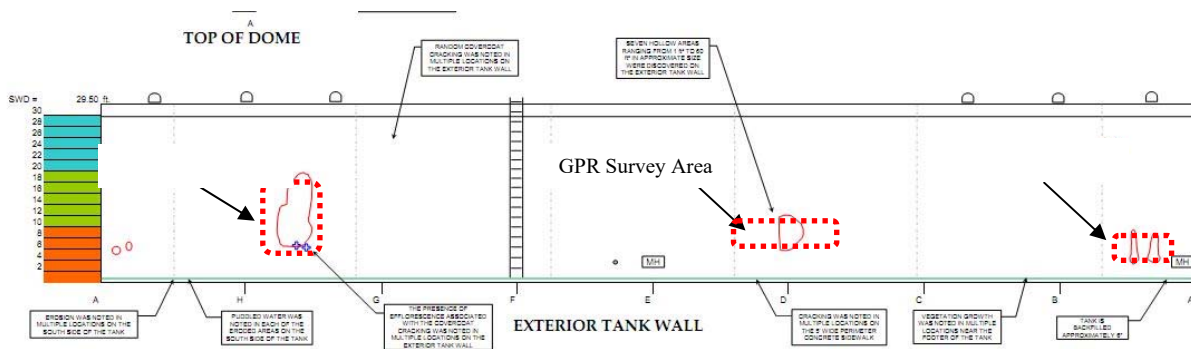 A
TOP OF DOME
RANDOM COVERCOAT
CRACKING WAS NOTED IN
MULTIPLE LOCATIONS ON
THE EXTERIOR TANK WALL
SEVEN HOLLOW AREAS
RANGING FROM 1 ft² TO 60
ft² IN APPROXIMATE SIZE
WERE DISCOVERED ON
THE EXTERIOR TANK WALL
SWD = 29.50 ft.
30
28
26
24
22
20
18
16
14
12
10
8
6
4
2
GPR Survey Area
MH
MH
A
H
G
F
E
D
C
B
A
EROSION WAS NOTED IN
MULTIPLE LOCATIONS ON THE
SOUTH SIDE OF THE TANK
PUDDLED WATER WAS
NOTED IN EACH OF THE
ERODED AREAS ON THE
SOUTH SIDE OF THE TANK
THE PRESENCE OF
EFFLORESCENCE ASSOCIATED
WITH THE COVERCOAT
CRACKING WAS NOTED IN
MULTIPLE LOCATIONS ON THE
EXTERIOR TANK WALL
EXTERIOR TANK WALL
CRACKING WAS NOTED IN
MULTIPLE LOCATIONS ON
THE 5 WIDE PERIMETER
CONCRETE SIDEWALK
VEGETATION GROWTH
WAS NOTED IN MULTIPLE
LOCATIONS NEAR THE
FOOTER OF THE TANK
TANK IS
BACKFILLED
APPROXIMATELY 6"